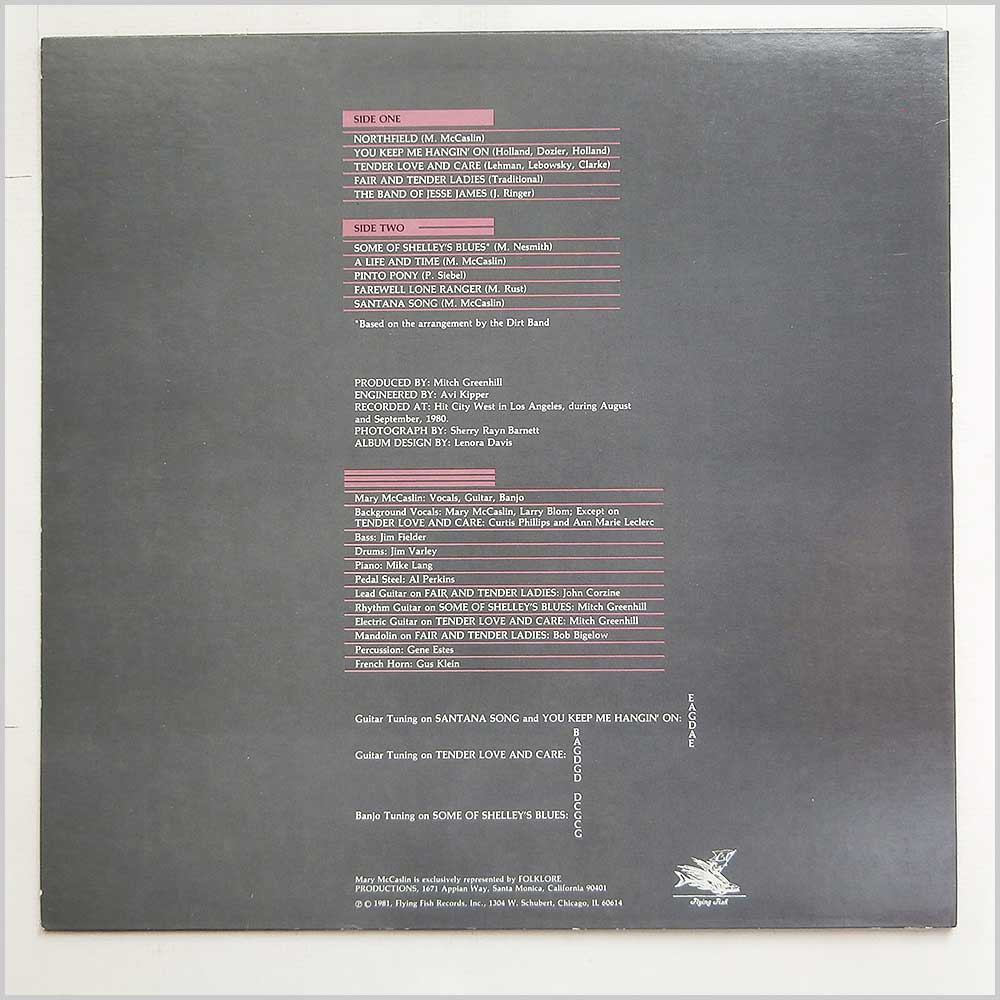 SIDE ONE
NORTHFIELD (M. McCaslin)
YOU KEEP ME HANGIN' ON (Holland, Dozier, Holland)
TENDER LOVE AND CARE (Lehman, Lebowsky, Clarke)
FAIR AND TENDER LADIES (Traditional)
THE BAND OF JESSE JAMES (J. Ringer)
SIDE TWO
SOME OF SHELLEY'S BLUES* (M. Nesmith)
A LIFE AND TIME (M. McCaslin)
PINTO PONY (P. Siebel)
FAREWELL LONE RANGER (M. Rust)
SANTANA SONG (M. McCaslin)
*Based on the arrangement by the Dirt Band
PRODUCED BY: Mitch Greenhill
ENGINEERED BY: Avi Kipper
RECORDED AT: Hit City West in Los Angeles, during August
and September, 1980.
PHOTOGRAPH BY: Sherry Rayn Barnett
ALBUM DESIGN BY: Lenora Davis
Mary McCaslin: Vocals, Guitar, Banjo
Background Vocals: Mary McCaslin, Larry Blom; Except on
TENDER LOVE AND CARE: Curtis Phillips and Ann Marie Leclerc
Bass: Jim Fielder
Drums: Jim Varley
Piano: Mike Lang
Pedal Steel: Al Perkins
Lead Guitar on FAIR AND TENDER LADIES: John Corzine
Rhythm Guitar on SOME OF SHELLEY'S BLUES: Mitch Greenhill
Electric Guitar on TENDER LOVE AND CARE: Mitch Greenhill
Mandolin on FAIR AND TENDER LADIES: Bob Bigelow
Percussion: Gene Estes
French Horn: Gus Klein
Guitar Tuning on SANTANA SONG and YOU KEEP ME HANGIN' ON: EAGDAE
Guitar Tuning on TENDER LOVE AND CARE: BAGDGD
Banjo Tuning on SOME OF SHELLEY'S BLUES: DCGCG
Mary McCaslin is exclusively represented by FOLKLORE
PRODUCTIONS, 1671 Appian Way, Santa Monica, California 90401
℗ © 1981, Flying Fish Records, Inc., 1304 W. Schubert, Chicago, IL 60614
Flying Fish